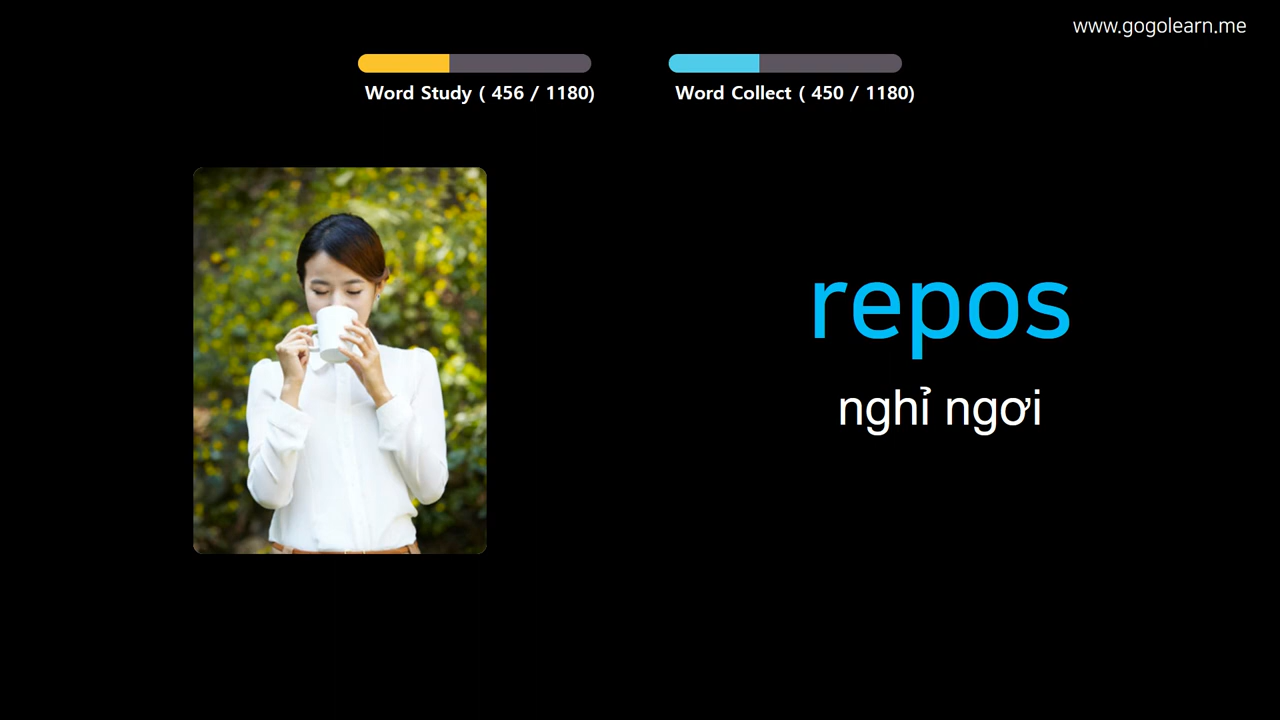 www.gogolearn.me
Word Study ( 456 / 1180)
Word Collect ( 450 / 1180)
repos
nghỉ ngơi